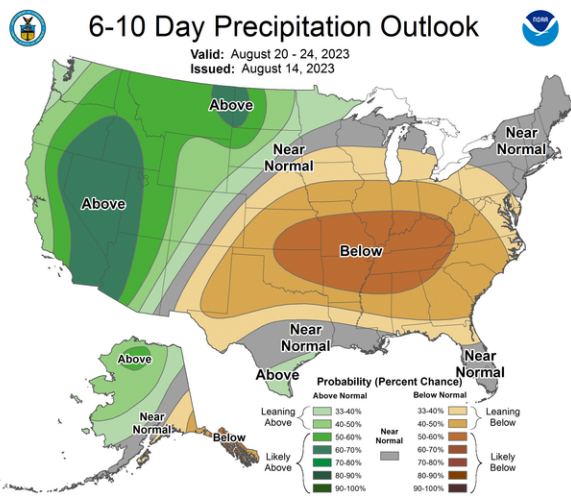 6-10 Day Precipitation Outlook
NOAA
Valid: August 20 - 24, 2023
Issued: August 14, 2023
Above
Near
Normal
Near
Normal
Above
Below
Near
Normal
Near
Normal
Above
Above
Near
Normal
Below
Probability (Percent Chance)
Above Normal
Below Normal
Leaning
Above
33-40%
40-50%
50-60%
60-70%
70-80%
80-90%
90-100%
Likely
Above
Near
Normal
33-40%
40-50%
50-60%
60-70%
70-80%
80-90%
90-100%
Leaning
Below
Likely
Below